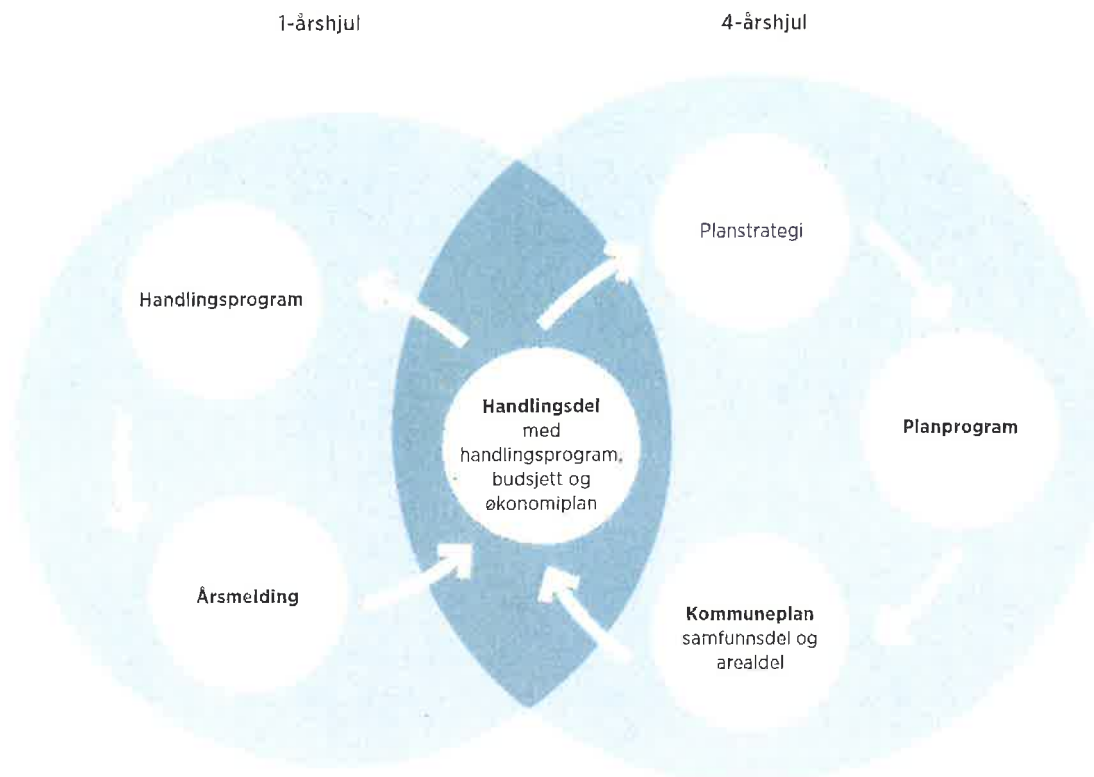 1-årshjul
4-årshjul
Planstrategi
Handlingsprogram
Handlingsdel
med
handlingsprogram,
budsjett og
økonomiplan
Planprogram
Årsmelding
Kommuneplan
samfunnsdel og
arealdel